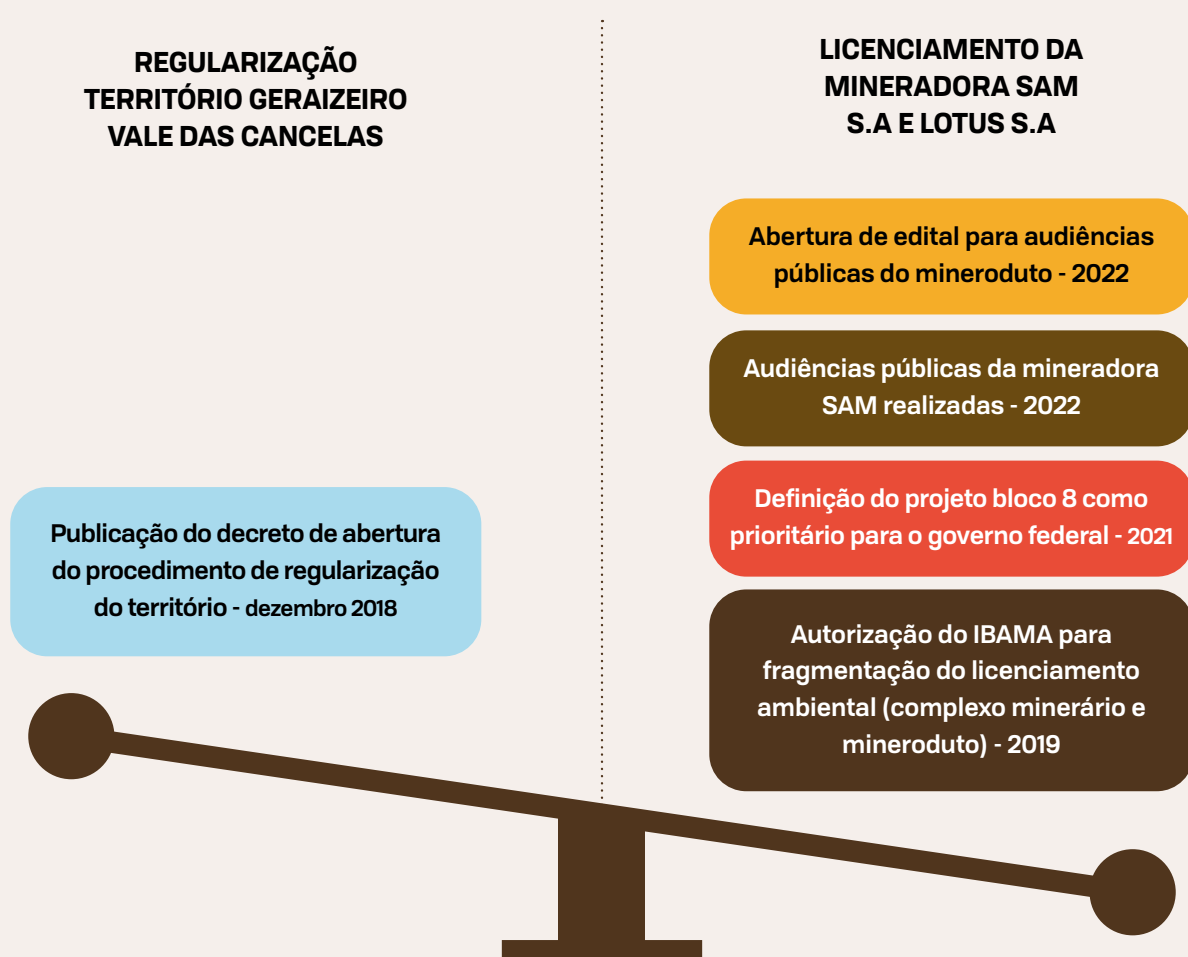 REGULARIZAÇÃO
TERRITÓRIO GERAIZEIRO
VALE DAS CANCELAS
Publicação do decreto de abertura
do procedimento de regularização
do território - dezembro 2018
LICENCIAMENTO DA
MINERADORA SAM
S.A E LOTUS S.A
Abertura de edital para audiências
públicas do mineroduto - 2022
Audiências públicas da mineradora
SAM realizadas - 2022
Definição do projeto bloco 8 como
prioritário para o governo federal - 2021
Autorização do IBAMA para
fragmentação do licenciamento
ambiental (complexo minerário e
mineroduto) - 2019